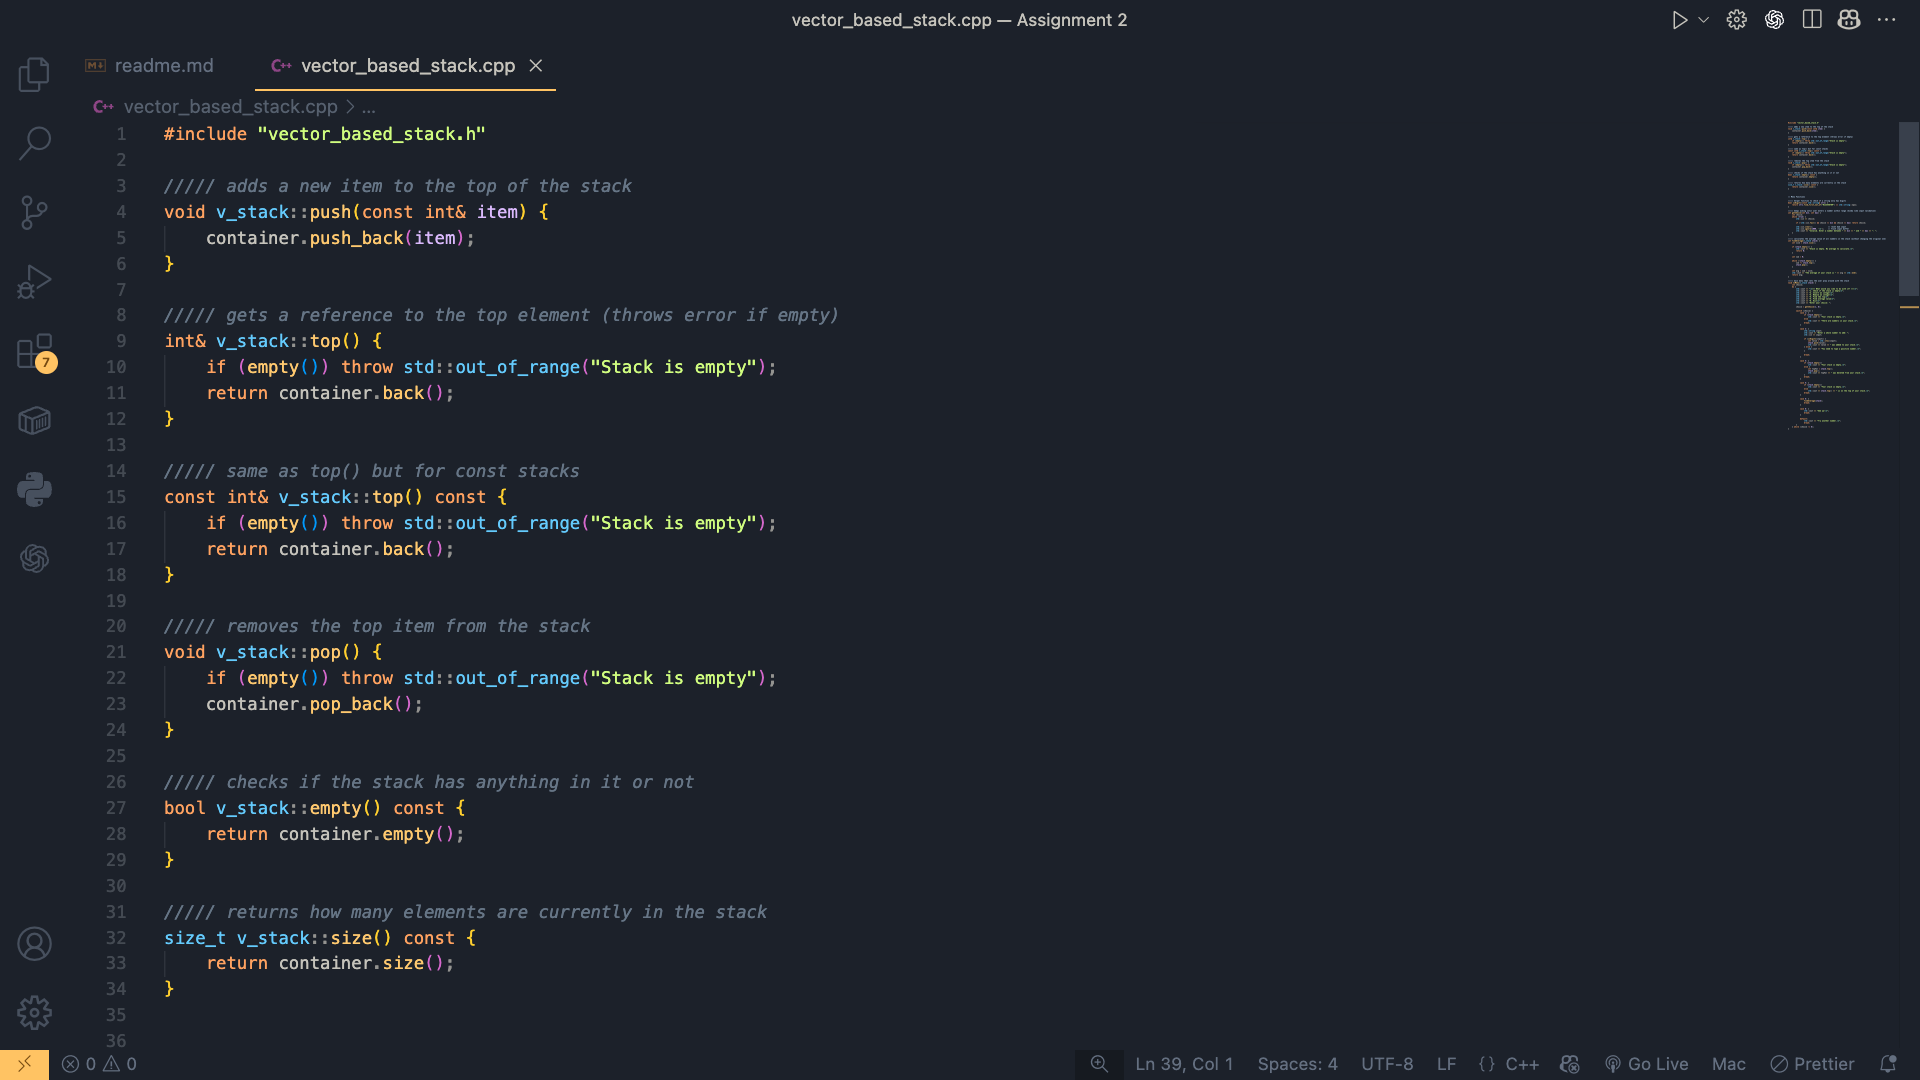 vector_based_stack.cpp — Assignment 2
readme.md
C++ vector_based_stack.cpp
C++ vector_based_stack.cpp > ...
1 #include "vector_based_stack.h"
2
3 ///// adds a new item to the top of the stack
4 void v_stack::push(const int& item) {
5     container.push_back(item);
6 }
7
8 ///// gets a reference to the top element (throws error if empty)
9 int& v_stack::top() {
10     if (empty()) throw std::out_of_range("Stack is empty");
11     return container.back();
12 }
13
14 ///// same as top() but for const stacks
15 const int& v_stack::top() const {
16     if (empty()) throw std::out_of_range("Stack is empty");
17     return container.back();
18 }
19
20 ///// removes the top item from the stack
21 void v_stack::pop() {
22     if (empty()) throw std::out_of_range("Stack is empty");
23     container.pop_back();
24 }
25
26 ///// checks if the stack has anything in it or not
27 bool v_stack::empty() const {
28     return container.empty();
29 }
30
31 ///// returns how many elements are currently in the stack
32 size_t v_stack::size() const {
33     return container.size();
34 }
35
36
7
0 0
Ln 39, Col 1 Spaces: 4 UTF-8 LF {} C++ Go Live Mac Prettier